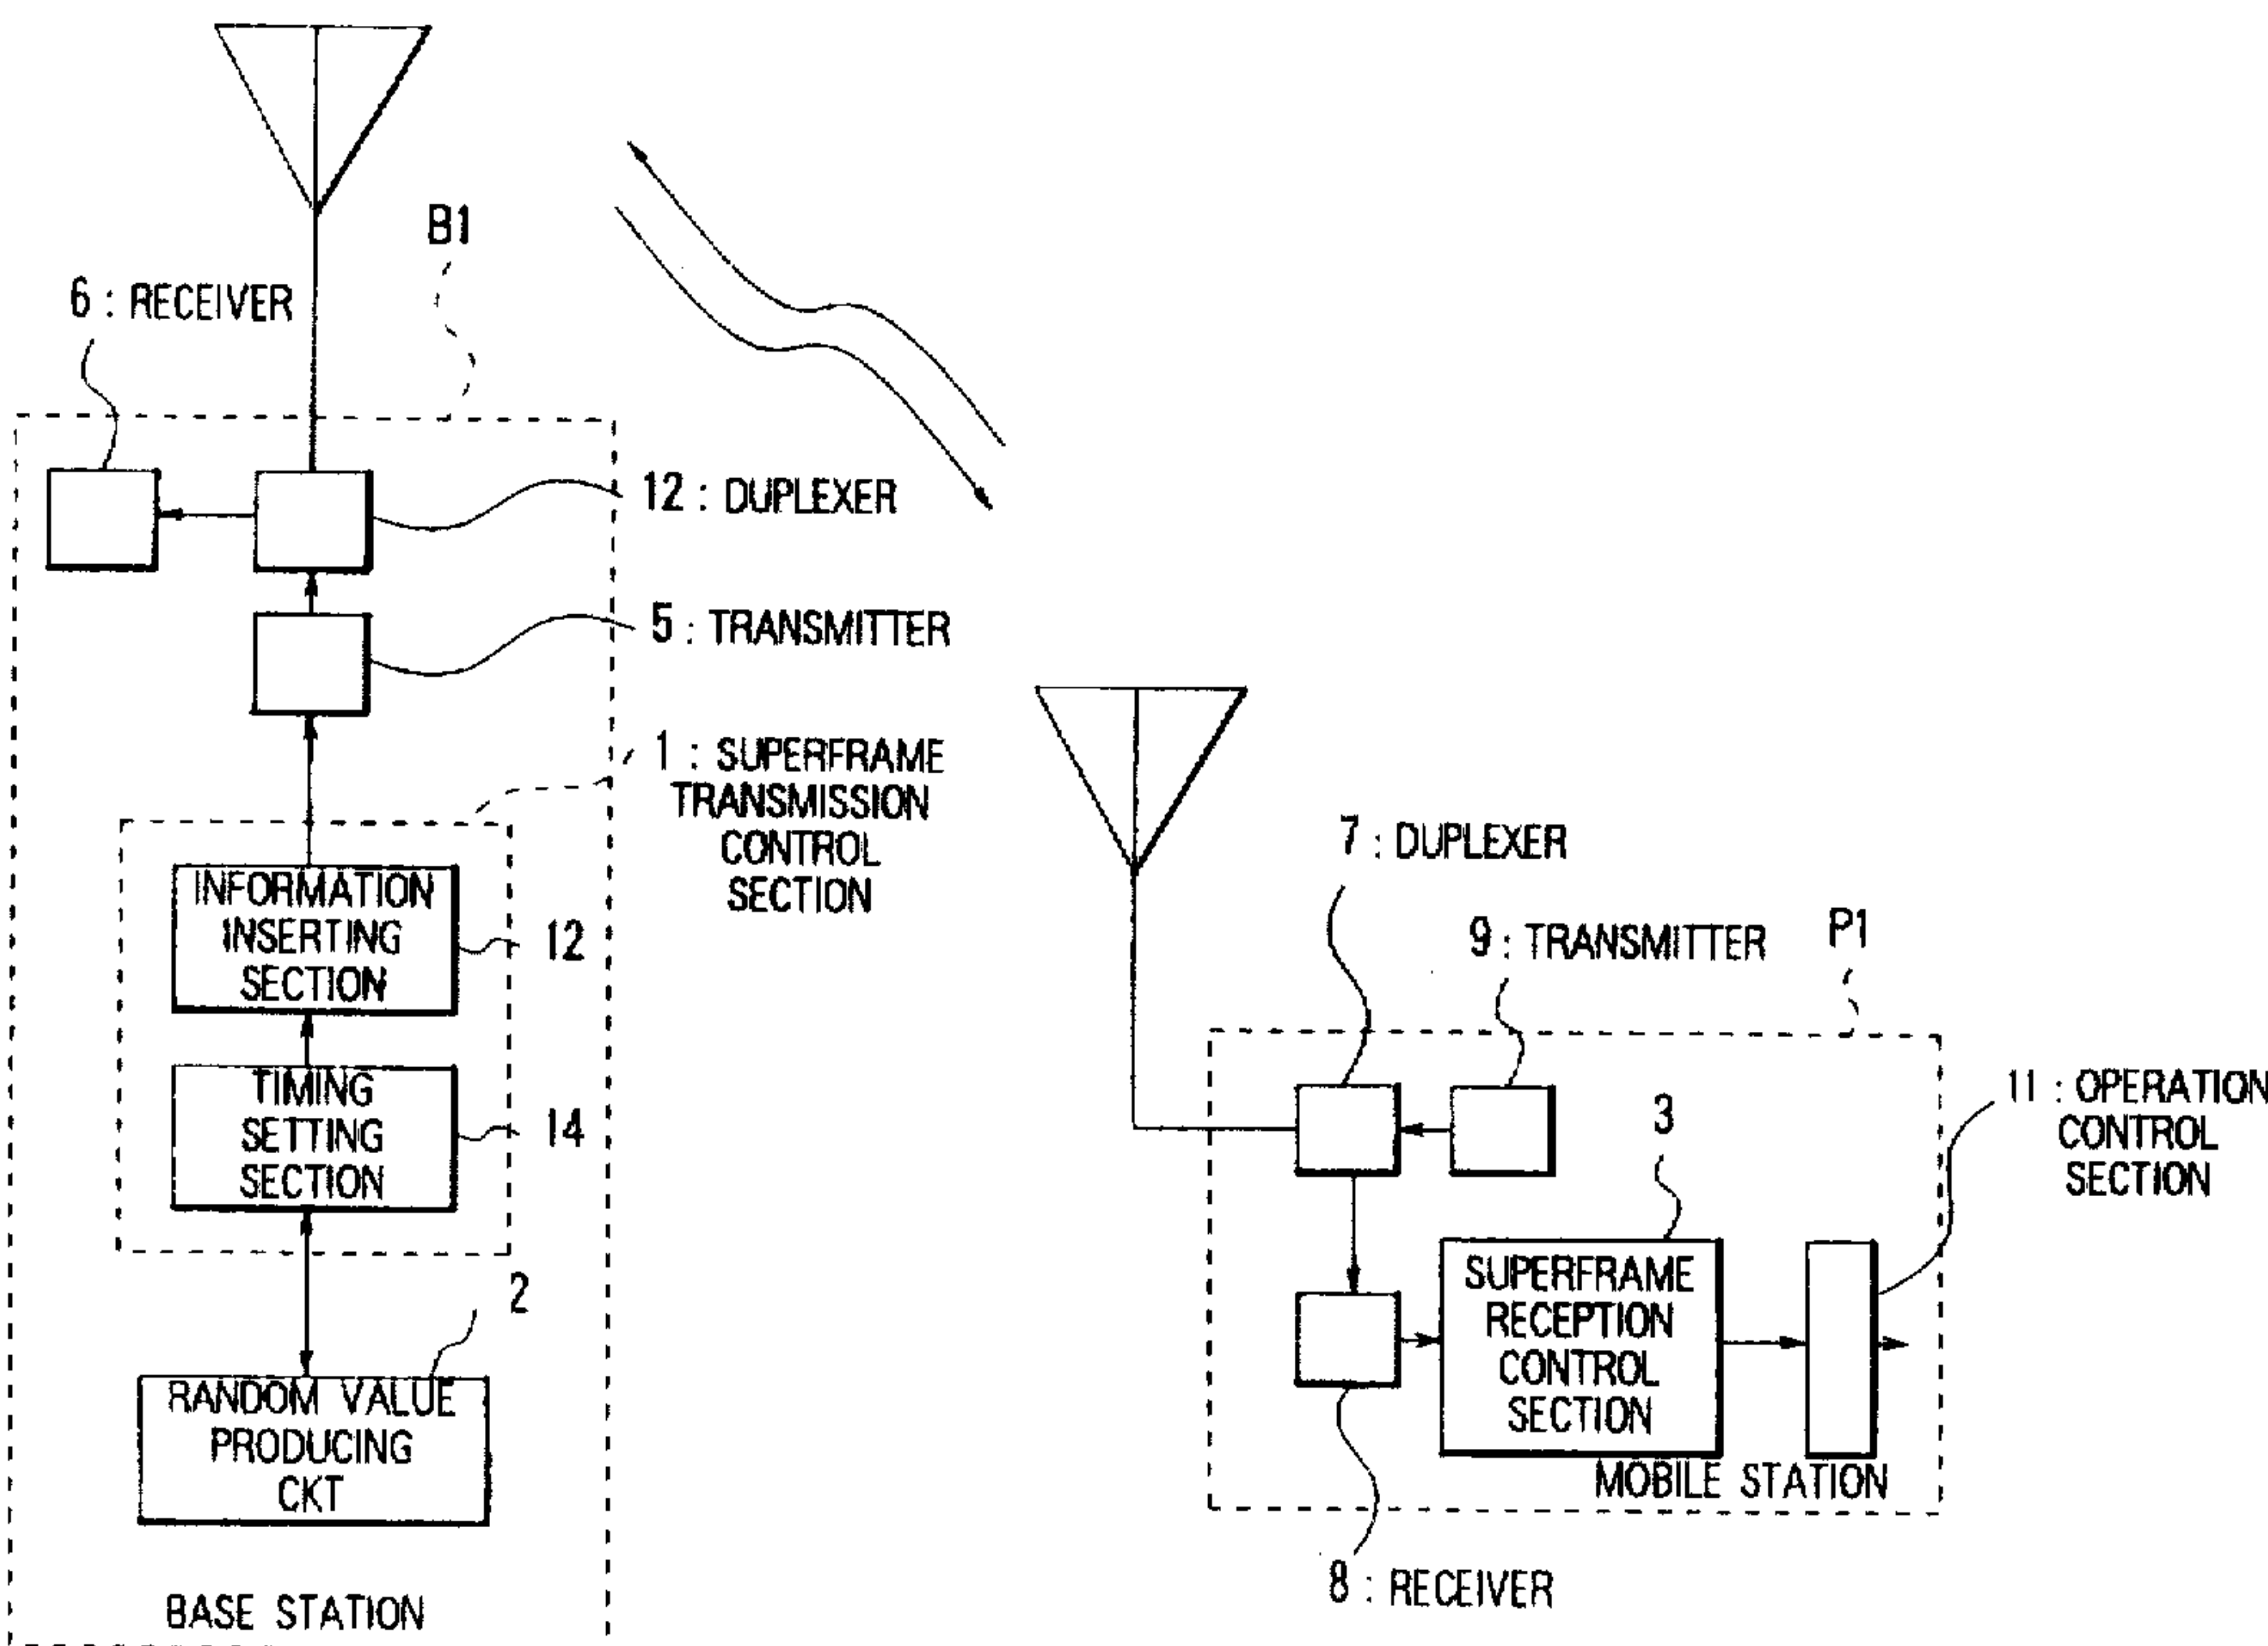 B1
6 : RECEIVER
12 : DUPLEXER
5 : TRANSMITTER
1 : SUPERFRAME
TRANSMISSION
CONTROL
SECTION
INFORMATION
INSERTING
SECTION
12
TIMING
SETTING
SECTION
14
2
RANDOM VALUE
PRODUCING
CKT
BASE STATION
7 : DUPLEXER
9 : TRANSMITTER
P1
11 : OPERATION
CONTROL
SECTION
3
SUPERFRAME
RECEPTION
CONTROL
SECTION
MOBILE STATION
8 : RECEIVER